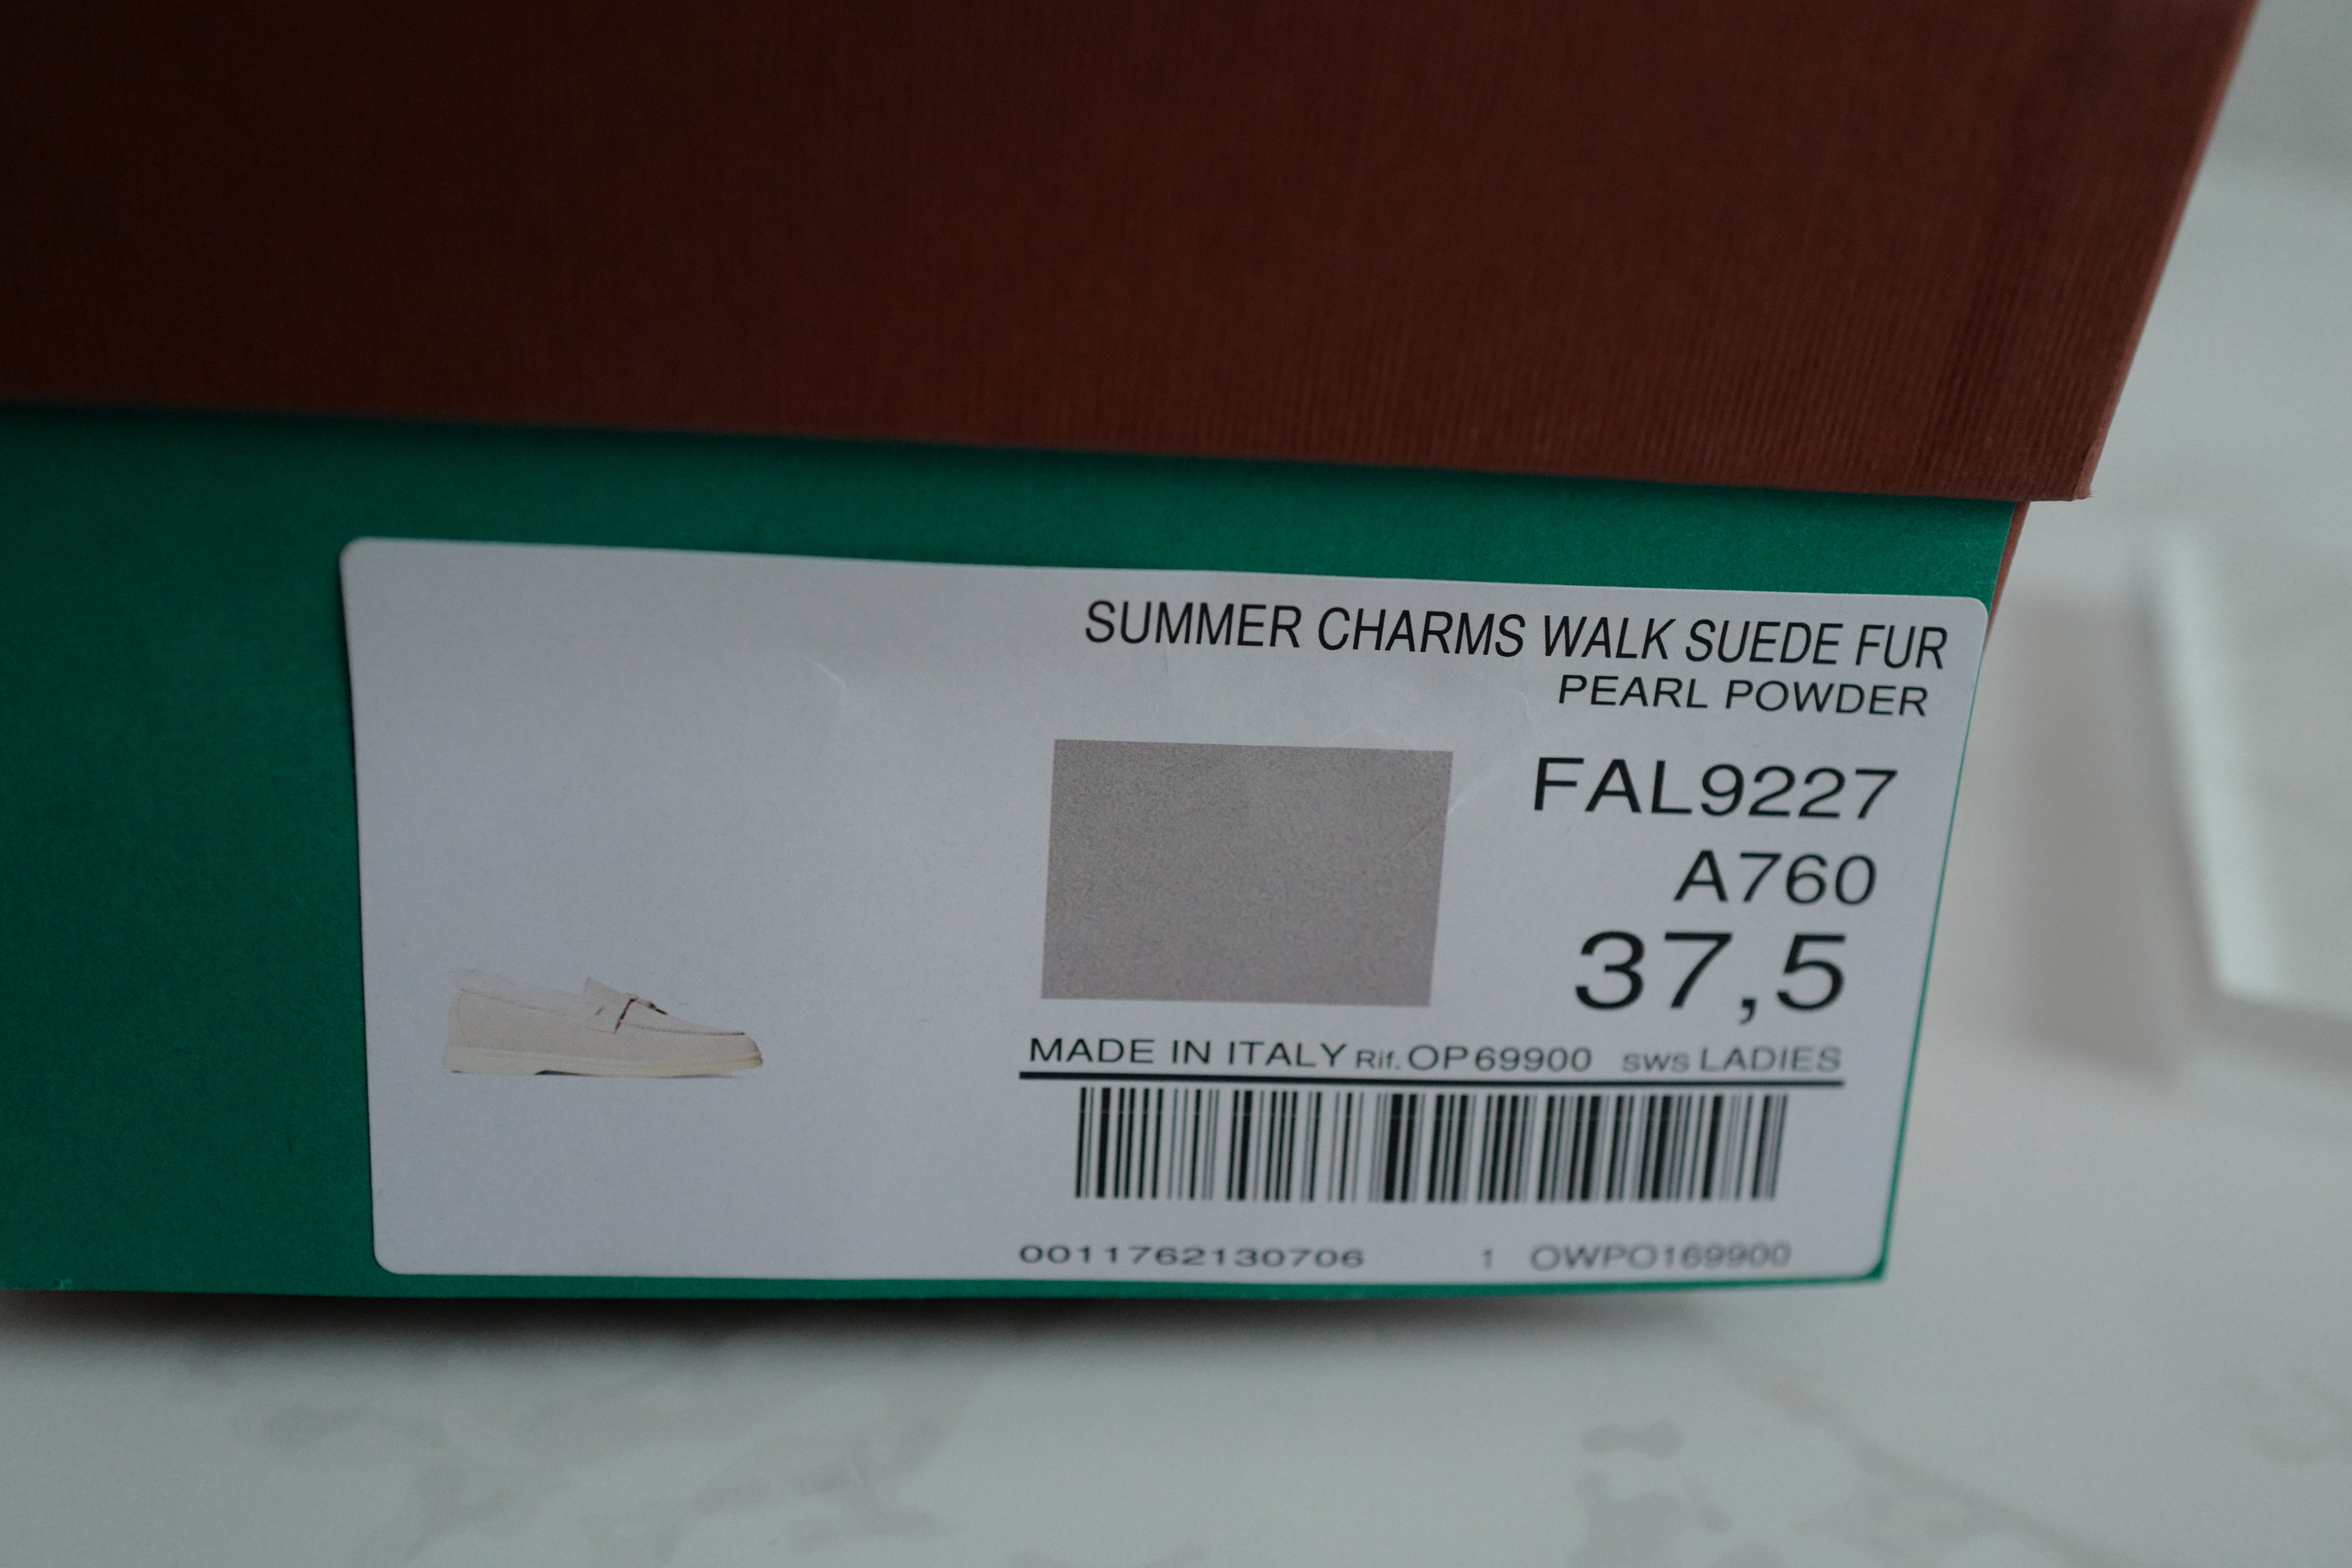 SUMMER CHARMS WALK SUEDE FUR
PEARL POWDER
FAL9227
A760
37,5
MADE IN ITALY Rif. OP69900 sws LADIES
0011762130706 1 OWPO169900